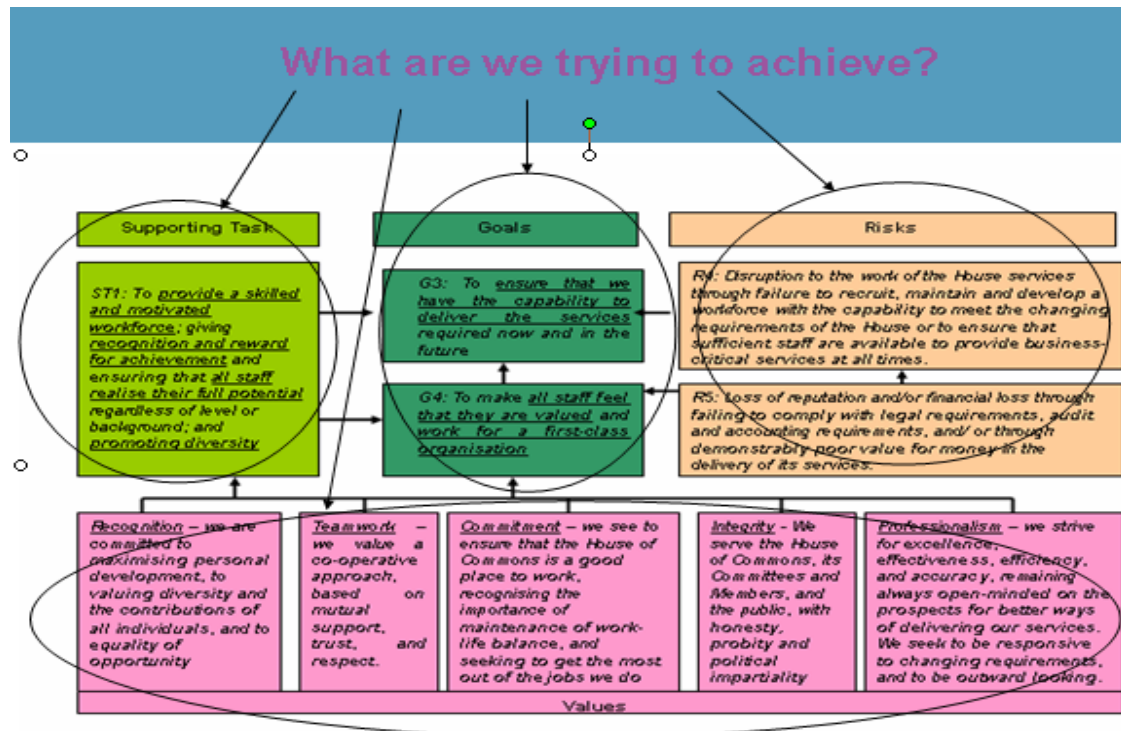 What are we trying to achieve?
Supporting Task
Goals
Risks
ST1: To provide a skilled
and motivated
workforce; giving
recognition and reward
for achievement and
ensuring that all staff
realise their full potential
regardless of level or
background; and
promoting diversity
G3: To ensure that we
have the capability to
deliver the services
required now and in the
future
G4: To make all staff feel
that they are valued and
work for a first-class
organisation
R4: Disruption to the work of the House services
through failure to recruit, maintain and develop a
workforce with the capability to meet the changing
requirements of the House or to ensure that
sufficient staff are available to provide business-
critical services at all times.
R5: Loss of reputation and/or financial loss through
failing to comply with legal requirements, audit
and accounting requirements, and/ or through
demonstrably poor value for money in the
delivery of its services.
Recognition – we are
committed to
maximising personal
development, to
valuing diversity and
the contributions of
all individuals, and to
equality of
opportunity
Teamwork –
we value a
co-operative
approach,
based on
mutual
support,
trust, and
respect.
Commitment – we see to
ensure that the House of
Commons is a good
place to work,
recognising the
importance of
maintenance of work-
life balance, and
seeking to get the most
out of the jobs we do
Integrity - We
serve the House
of Commons, its
Committees and
Members, and
the public, with
honesty,
probity and
political
impartiality
Professionalism – we strive
for excellence,
effectiveness, efficiency,
and accuracy, remaining
always open-minded on the
prospects for better ways
of delivering our services.
We seek to be responsive
to changing requirements,
and to be outward looking.
Values